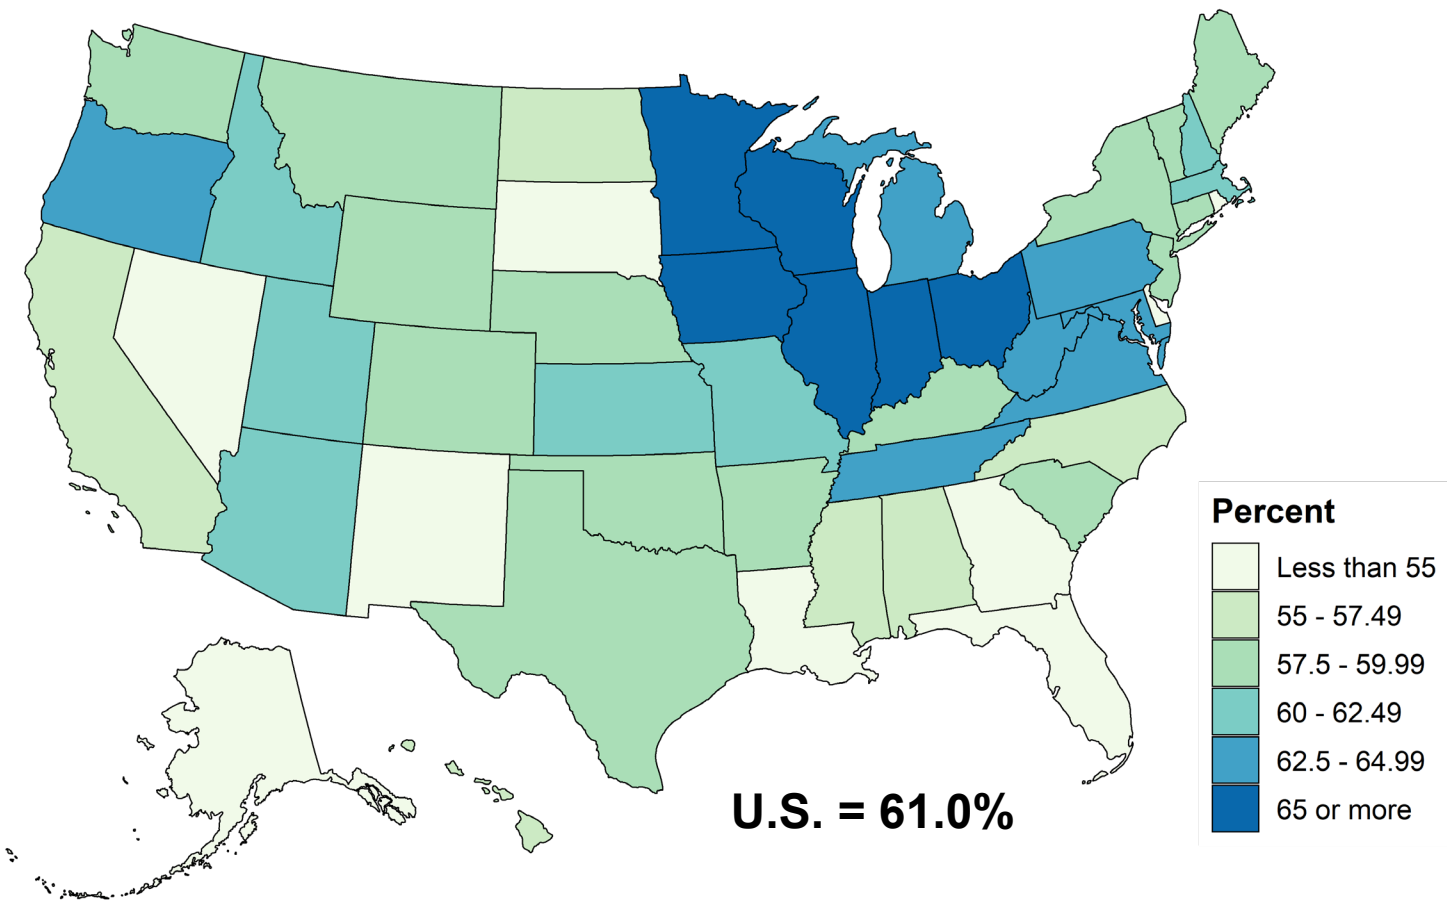 Percent
Less than 55
55 - 57.49
57.5 - 59.99
60 - 62.49
62.5 - 64.99
65 or more
U.S. = 61.0%